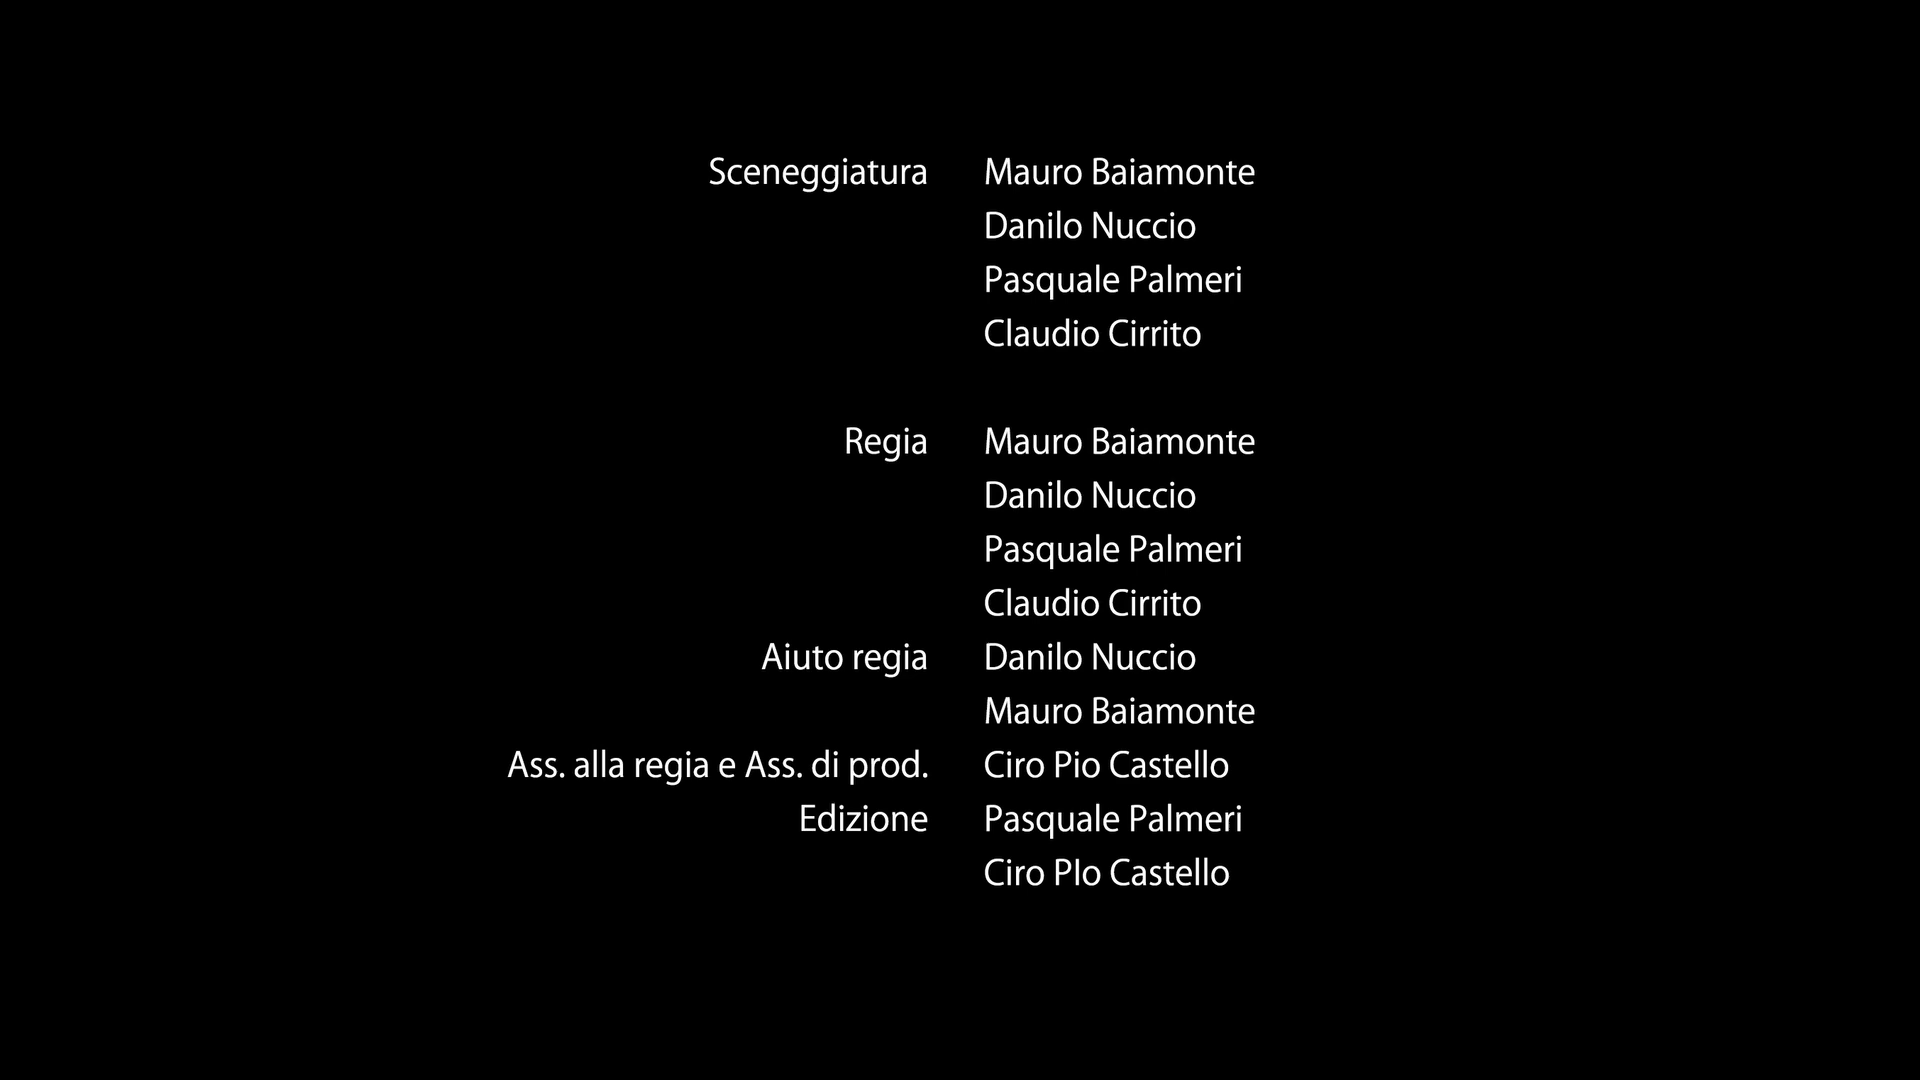 Sceneggiatura Mauro Baiamonte
Danilo Nuccio
Pasquale Palmeri
Claudio Cirrito
Regia Mauro Baiamonte
Danilo Nuccio
Pasquale Palmeri
Claudio Cirrito
Aiuto regia Danilo Nuccio
Mauro Baiamonte
Ass. alla regia e Ass. di prod. Ciro Pio Castello
Edizione Pasquale Palmeri
Ciro PIo Castello